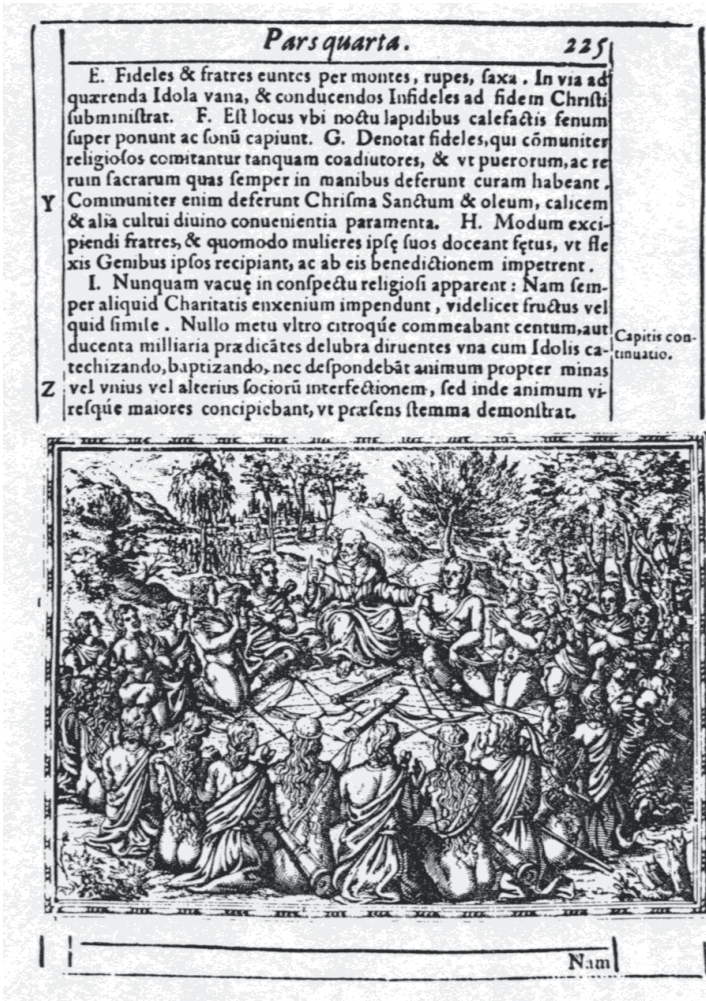 Pars quarta.
225
E. Fideles & fratres euntes per montes, rupes, ſaxa. In via ad
quærenda Idola vana, & conducendos Infideles ad fidem Chriſti
ſubminiſtrat. F. Eſt locus vbi noctu lapidibus calefactis fenum
ſuper ponunt ac ſonū capiunt. G. Denotat fideles, qui cōmuniter
religioſos comitantur tanquam coadiutores, & vt puerorum, ac re
rum ſacrarum quas ſemper in manibus deferunt curam habeant.
Y
Communiter enim deferunt Chriſma Sanctum & oleum, calicem
& alia cultui diuino conuenientia paramenta. H. Modum exci-
piendi fratres, & quomodo mulieres ipſę ſuos doceant fętus, vt fle
xis Genibus ipſos recipiant, ac ab eis benedictionem impetrent.
I. Nunquam vacuę in conſpectu religioſi apparent: Nam ſem-
per aliquid Charitatis enxenium impendunt, videlicet fructus vel
quid ſimile. Nullo metu vltro citroq́ue commeabant centum, aut
ducenta milliaria prædicātes delubra diruentes vna cum Idolis ca-
techizando, baptizando, nec deſpondebāt animum propter minas
Z
vel vnius vel alterius ſociorū interfectionem, ſed inde animum vi-
reſq́ue maiores concipiebant, vt præſens ſtemma demonſtrat.
Capitis con-
tinuatio.
Nam